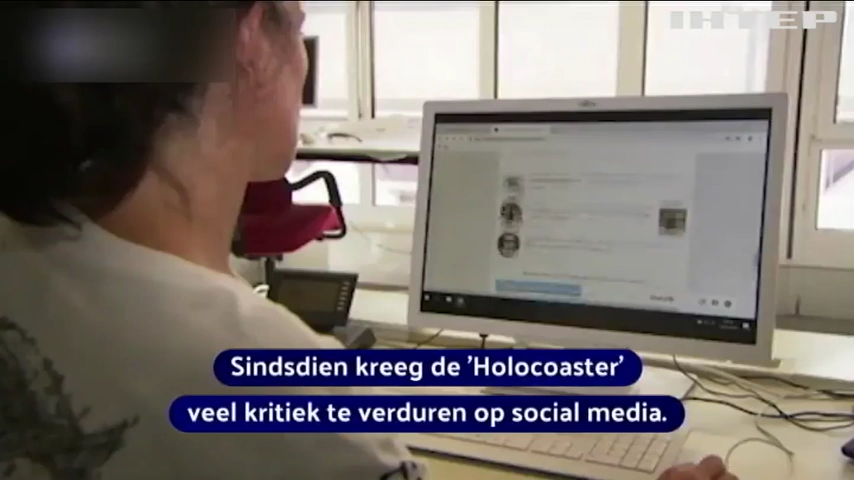 ІНТЕР
Sindsdien kreeg de 'Holocoaster'
veel kritiek te verduren op social media.